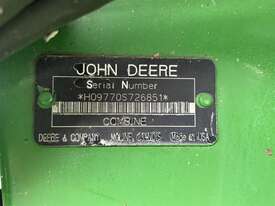 JOHN DEERE
Serial Number
*H09770S726851*
COMBINE
DEERE & COMPANY MOLINE, ILLINOIS Made in USA